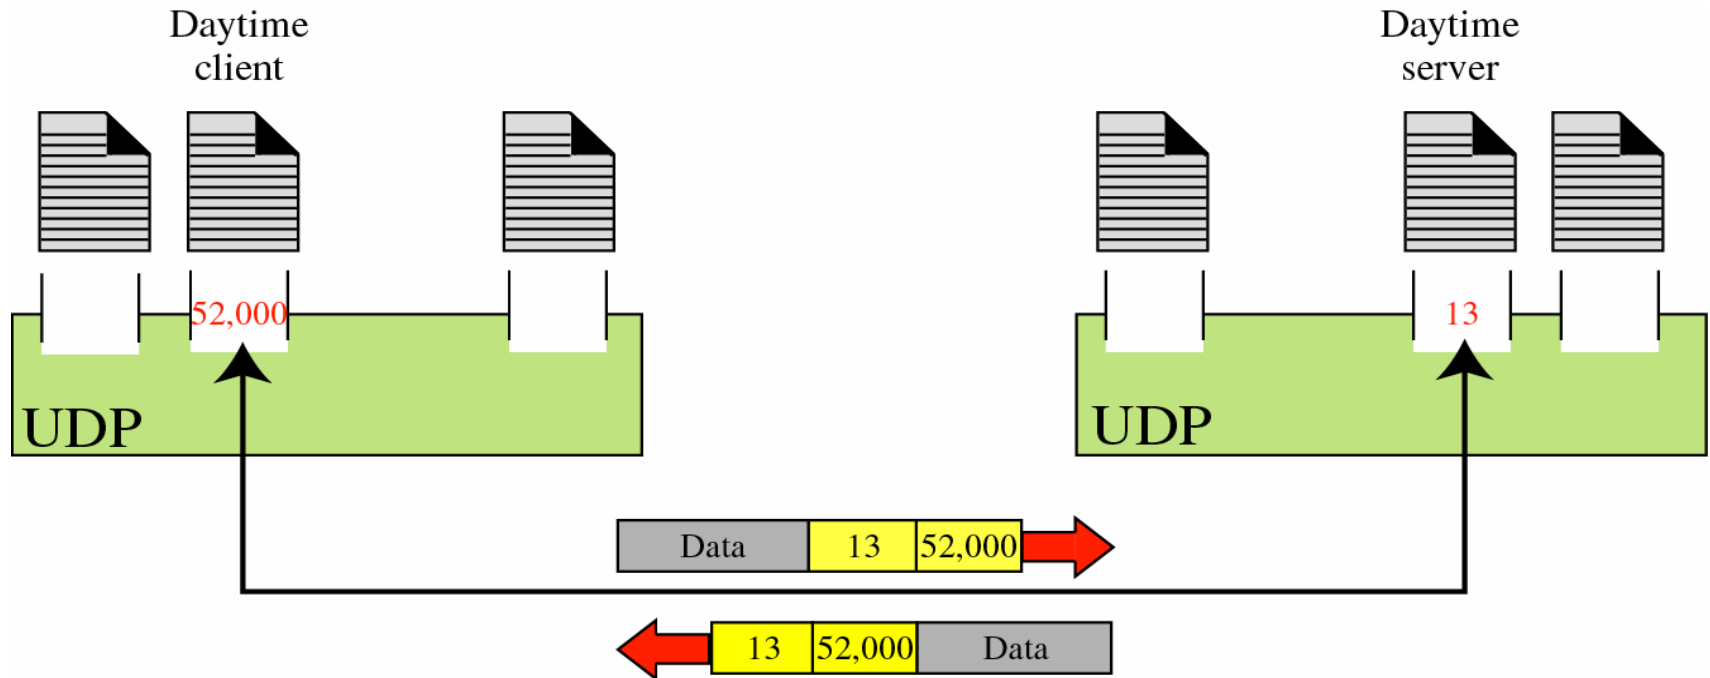 Daytime
client
Daytime
server
52,000
13
UDP
UDP
Data 13 52,000
13 52,000 Data